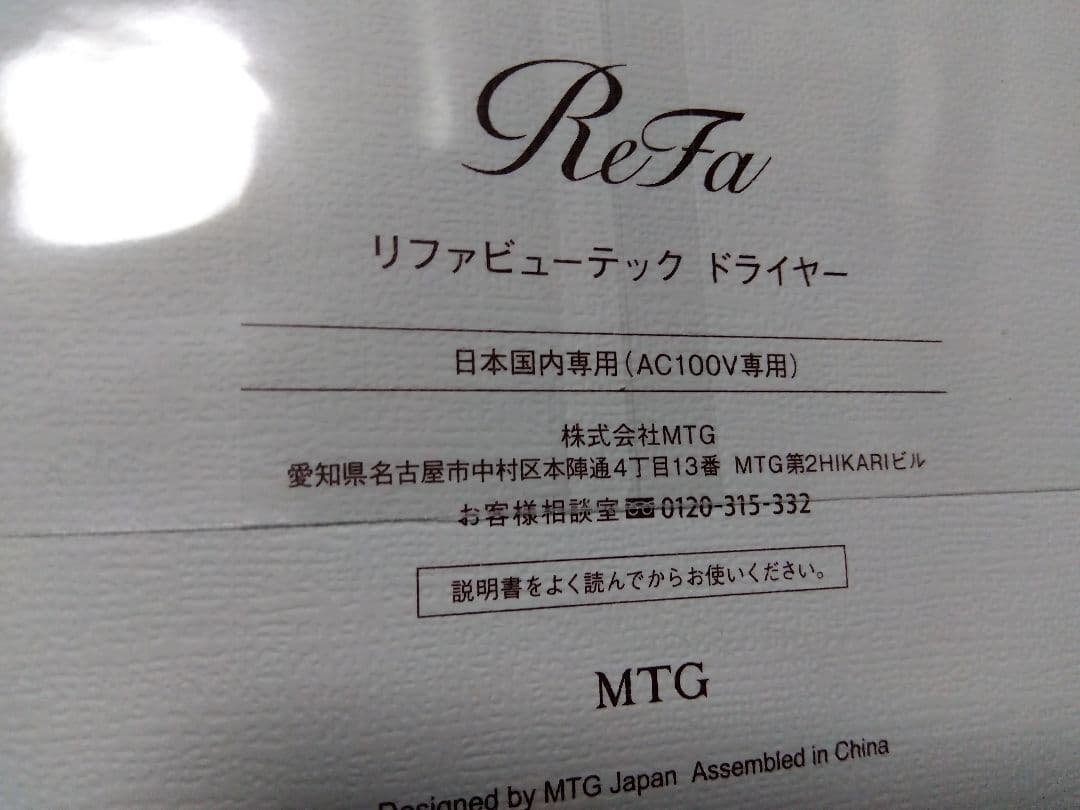 ReFa
リファビューテック ドライヤー
日本国内専用(AC100V専用)
株式会社MTG
愛知県名古屋市中村区本陣通4丁目13番 MTG第2HIKARIビル
お客様相談室 0120-315-332
説明書をよく読んでからお使いください。
MTG
Designed by MTG Japan Assembled in China